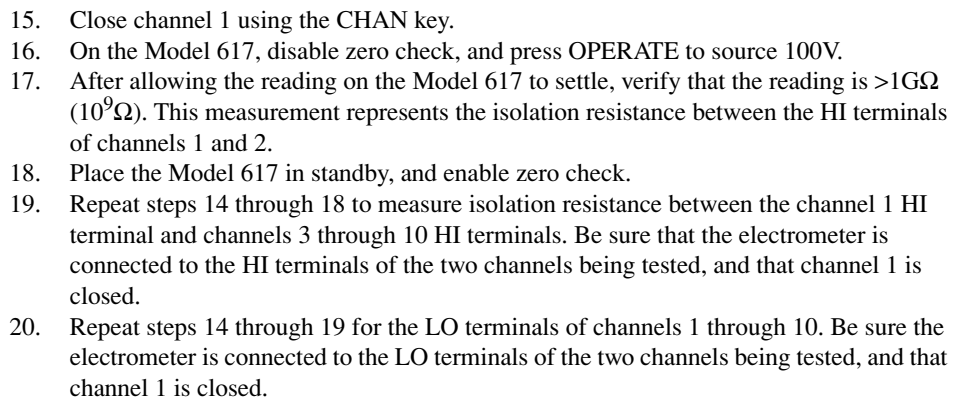 15. Close channel 1 using the CHAN key.
16. On the Model 617, disable zero check, and press OPERATE to source 100V.
17. After allowing the reading on the Model 617 to settle, verify that the reading is >1GΩ
(10⁹Ω). This measurement represents the isolation resistance between the HI terminals
of channels 1 and 2.
18. Place the Model 617 in standby, and enable zero check.
19. Repeat steps 14 through 18 to measure isolation resistance between the channel 1 HI
terminal and channels 3 through 10 HI terminals. Be sure that the electrometer is
connected to the HI terminals of the two channels being tested, and that channel 1 is
closed.
20. Repeat steps 14 through 19 for the LO terminals of channels 1 through 10. Be sure the
electrometer is connected to the LO terminals of the two channels being tested, and that
channel 1 is closed.